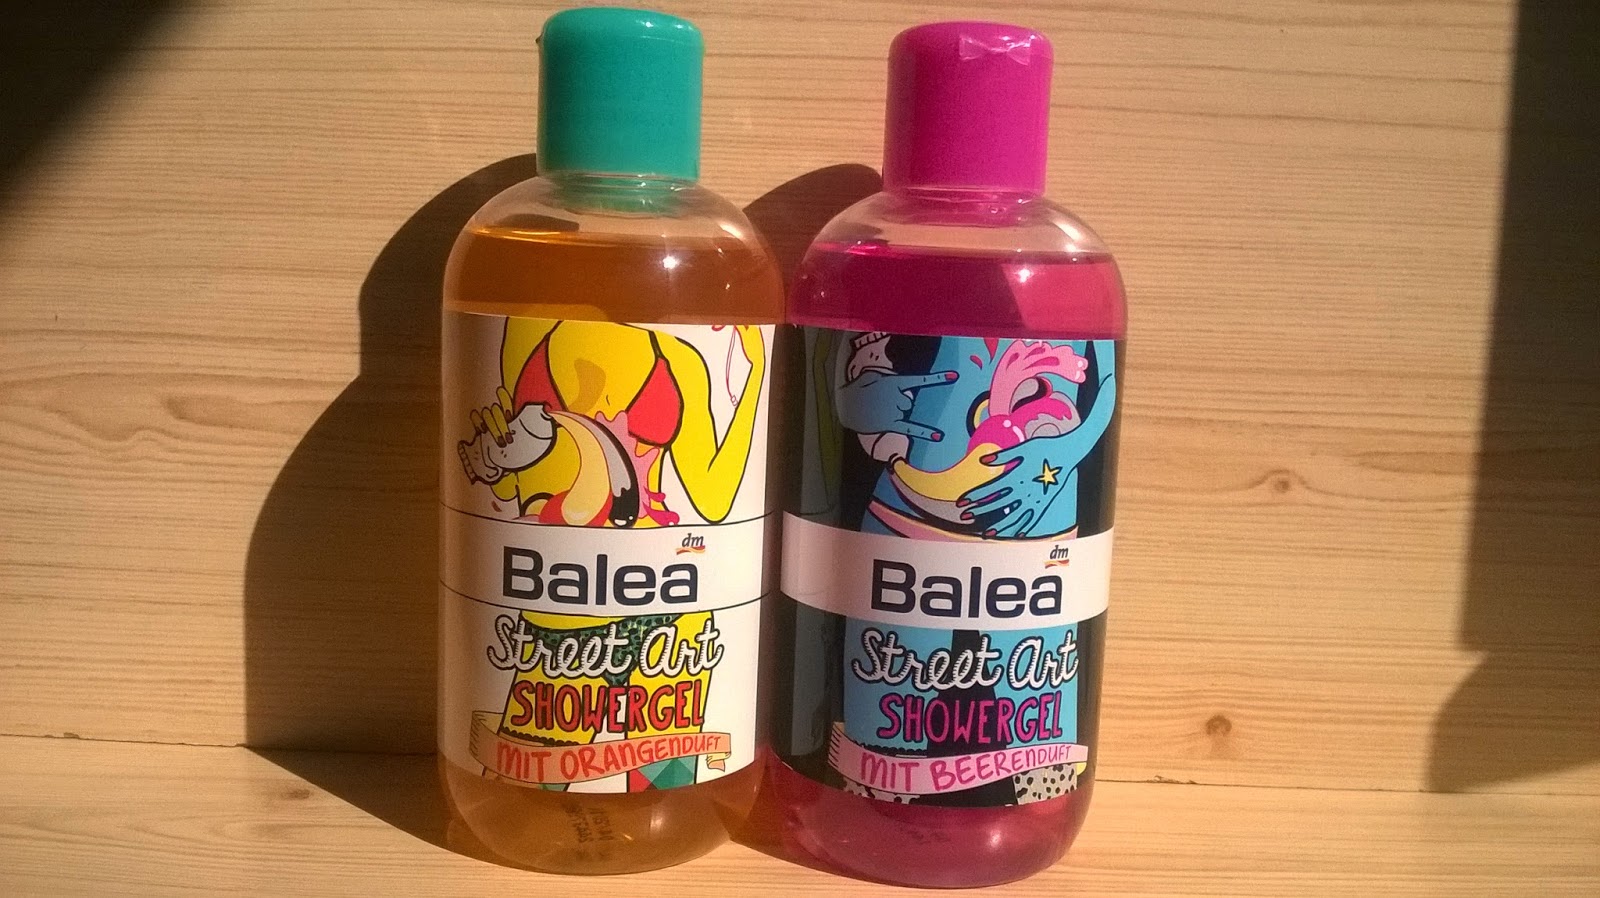 dm
Balea
Street Art
SHOWERGEL
MIT ORANGENDUFT
dm
Balea
Street Art
SHOWERGEL
MIT BEERENDUFT